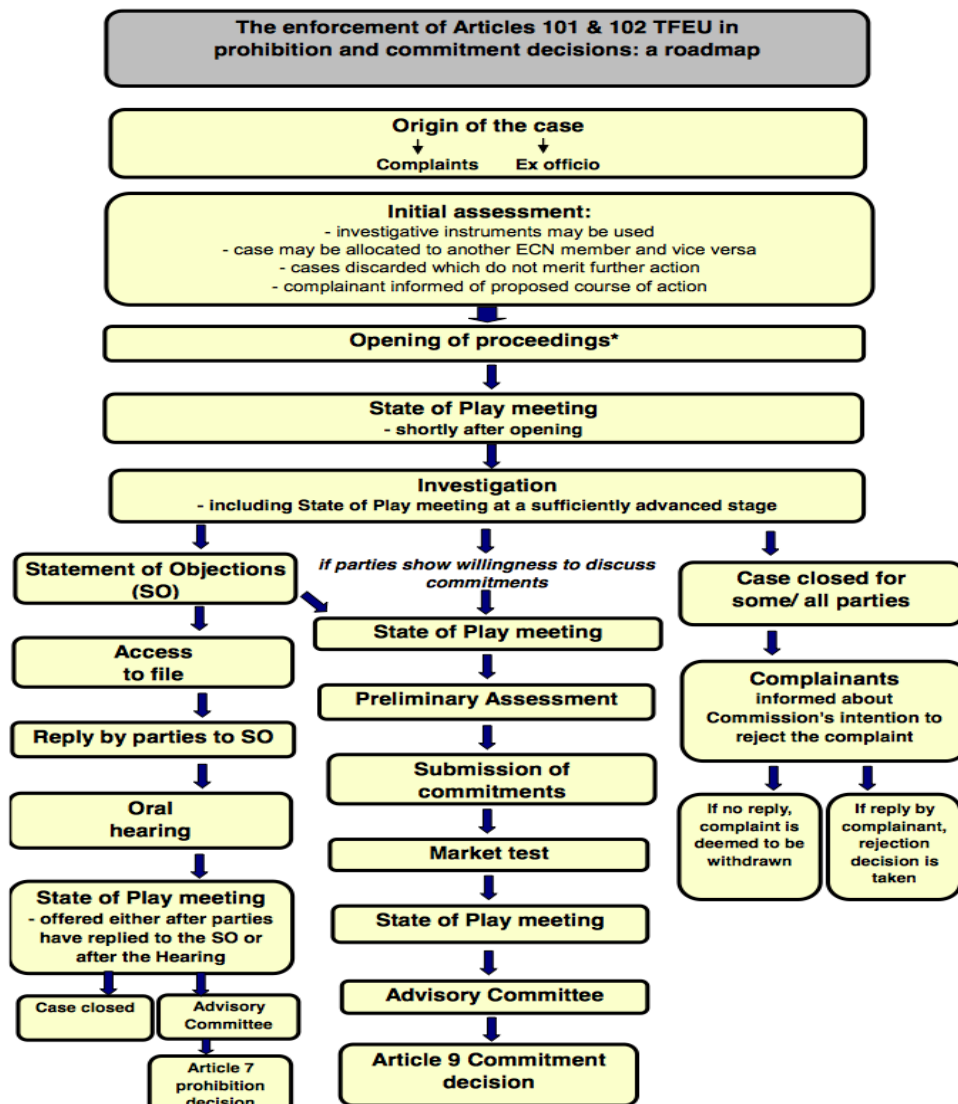 The enforcement of Articles 101 & 102 TFEU in
prohibition and commitment decisions: a roadmap
Origin of the case
Complaints Ex officio
Initial assessment:
- investigative instruments may be used
- case may be allocated to another ECN member and vice versa
- cases discarded which do not merit further action
- complainant informed of proposed course of action
Opening of proceedings*
State of Play meeting
- shortly after opening
Investigation
- including State of Play meeting at a sufficiently advanced stage
Statement of Objections
(SO)
Access
to file
Reply by parties to SO
Oral
hearing
State of Play meeting
- offered either after parties
have replied to the SO or
after the Hearing
Case closed
Advisory
Committee
Article 7
prohibition
decision
if parties show willingness to discuss
commitments
State of Play meeting
Preliminary Assessment
Submission of
commitments
Market test
State of Play meeting
Advisory Committee
Article 9 Commitment
decision
Case closed for
some/ all parties
Complainants
informed about
Commission's intention to
reject the complaint
If no reply,
complaint is
deemed to be
withdrawn
If reply by
complainant,
rejection
decision is
taken